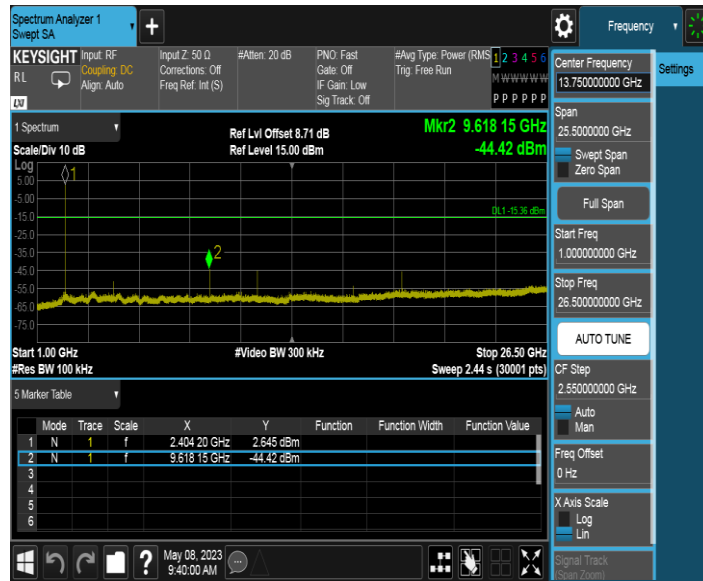 Spectrum Analyzer 1
Swept SA
Frequency
KEYSIGHT
RL
LXI
Input: RF
Coupling: DC
Align: Auto
Input Z: 50 Ω
Corrections: Off
Freq Ref: Int (S)
#Atten: 20 dB
PNO: Fast
Gate: Off
IF Gain: Low
Sig Track: Off
#Avg Type: Power (RMS
Trig: Free Run
1 2 3 4 5 6
M W W W W W
P P P P P P
Center Frequency
13.750000000 GHz
Settings
Span
25.5000000 GHz
Swept Span
Zero Span
Full Span
Start Freq
1.00000000 GHz
Stop Freq
26.500000000 GHz
AUTO TUNE
CF Step
2.550000000 GHz
Auto
Man
Freq Offset
0 Hz
X Axis Scale
Log
Lin
Signal Track
(Span Zoom)
1 Spectrum
Scale/Div 10 dB
Ref Lvl Offset 8.71 dB
Ref Level 15.00 dBm
Mkr2 9.618 15 GHz
-44.42 dBm
Log
5.00
-5.00
-15.0
-25.0
-35.0
-45.0
-55.0
-65.0
-75.0
1
2
DL1 -15.36 dBm
Start 1.00 GHz
#Res BW 100 kHz
#Video BW 300 kHz
Stop 26.50 GHz
Sweep 2.44 s (30001 pts)
5 Marker Table
Mode Trace Scale X Y Function Function Width Function Value
1 N 1 f 2.404 20 GHz 2.645 dBm
2 N 1 f 9.618 15 GHz -44.42 dBm
3
4
5
6
?
May 08, 2023
9:40:00 AM